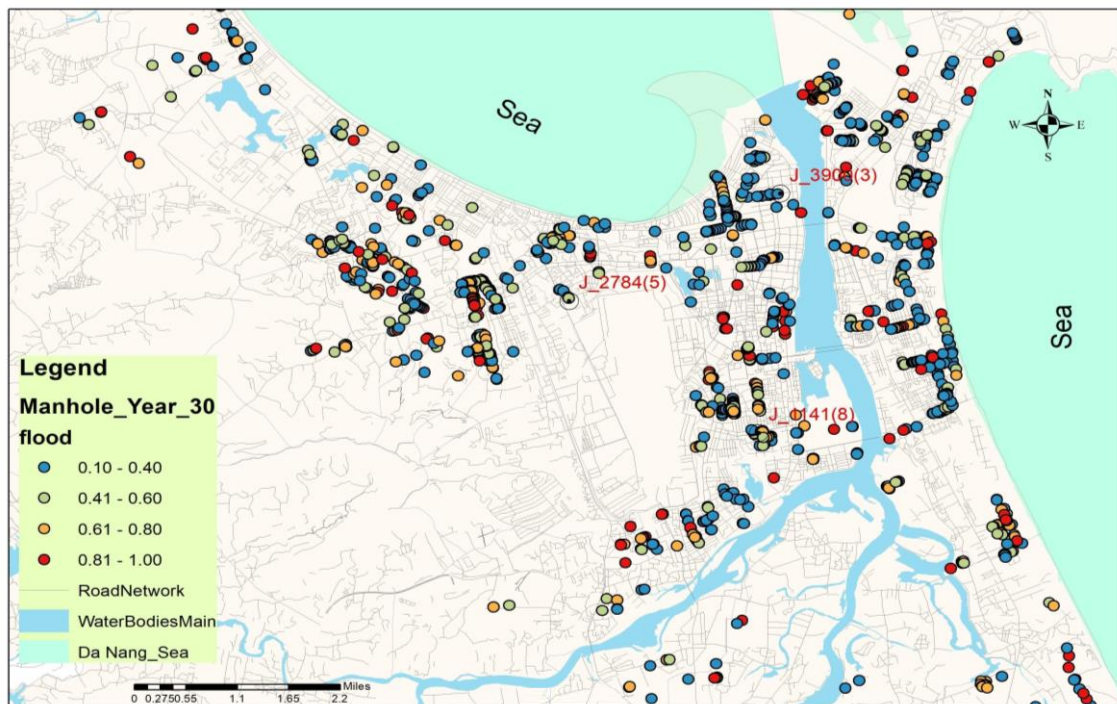 Sea
N
W E
S
J_390A(3)
J_2784(5)
Sea
J_1141(8)
Legend
Manhole_Year_30
flood
0.10 - 0.40
0.41 - 0.60
0.61 - 0.80
0.81 - 1.00
RoadNetwork
WaterBodiesMain
Da Nang_Sea
Miles
0 0.2750.55 1.1 1.65 2.2